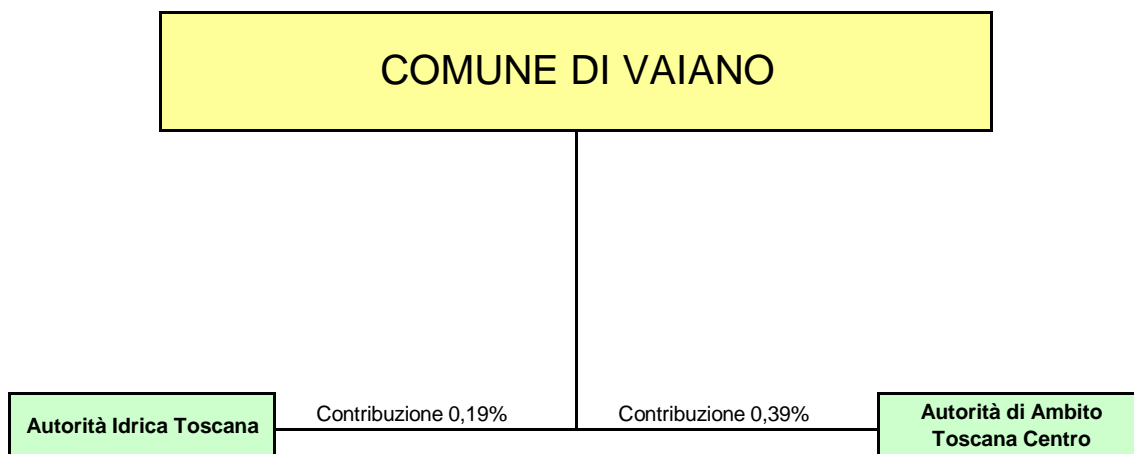 COMUNE DI VAIANO
Autorità Idrica Toscana
Contribuzione 0,19%
Contribuzione 0,39%
Autorità di Ambito
Toscana Centro